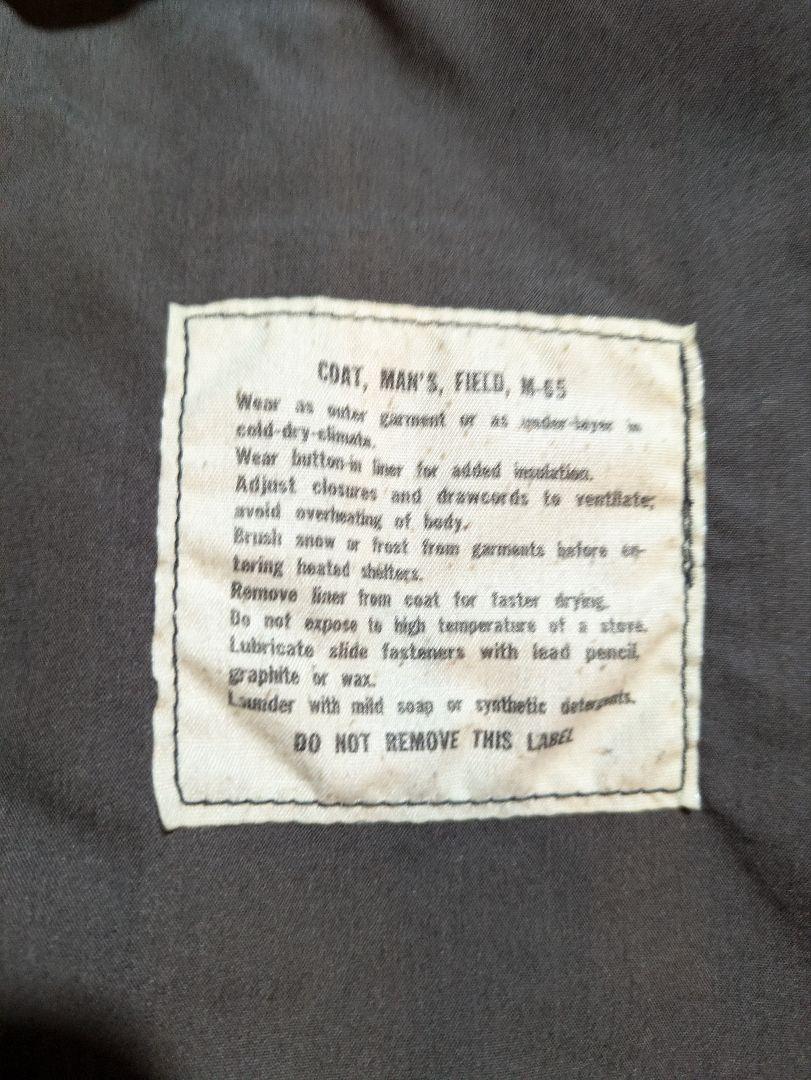 COAT, MAN'S, FIELD, M-65
Wear as outer garment or as under-layer in
cold-dry-climate.
Wear button-in liner for added insulation.
Adjust closures and drawcords to ventilate;
avoid overheating of body.
Brush snow or frost from garments before en-
tering heated shelters.
Remove liner from coat for faster drying.
Do not expose to high temperature of a stove.
Lubricate slide fasteners with lead pencil,
graphite or wax.
Launder with mild soap or synthetic detergents.
DO NOT REMOVE THIS LABEL